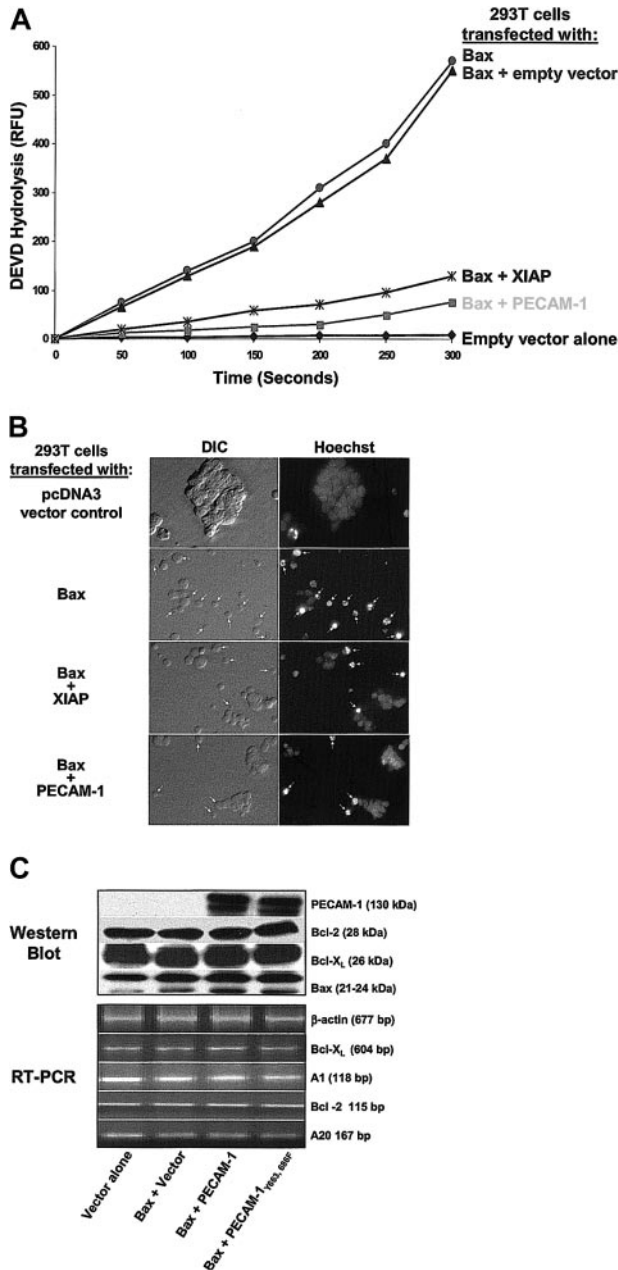 A
293T cells
transfected with:
Bax
Bax + empty vector
Bax + XIAP
Bax + PECAM-1
Empty vector alone
DEVD Hydrolysis (RFU)
600
500
400
300
200
100
0
0 50 100 150 200 250 300
Time (Seconds)
B
293T cells
transfected with:
DIC Hoechst
pcDNA3
vector control
Bax
Bax
+
XIAP
Bax
+
PECAM-1
C
Western
Blot
PECAM-1 (130 kDa)
Bcl-2 (28 kDa)
Bcl-XL (26 kDa)
Bax (21-24 kDa)
RT-PCR
β-actin (677 bp)
Bcl-XL (604 bp)
A1 (118 bp)
Bcl -2 115 bp
A20 167 bp
Vector alone
Bax + Vector
Bax + PECAM-1
Bax + PECAM-1Y663, 686F